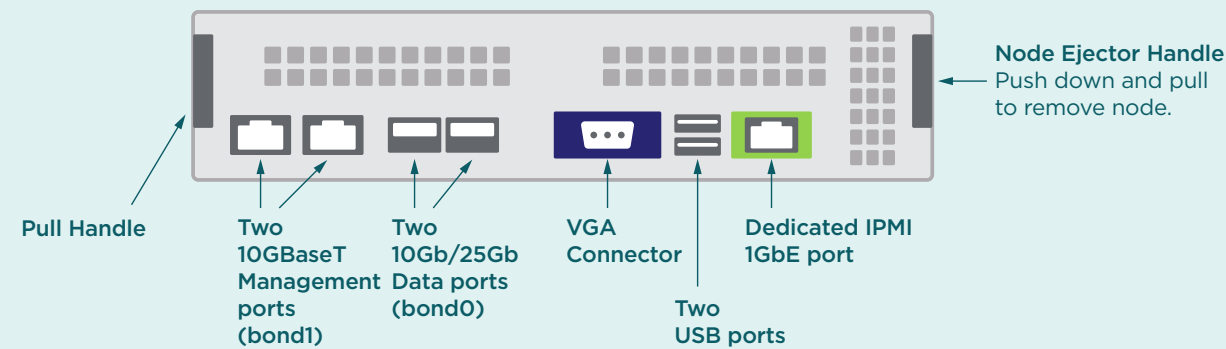 Node Ejector Handle
Push down and pull
to remove node.
Pull Handle
Two
10GBaseT
Management
ports
(bond1)
Two
10Gb/25Gb
Data ports
(bond0)
VGA
Connector
Two
USB ports
Dedicated IPMI
1GbE port